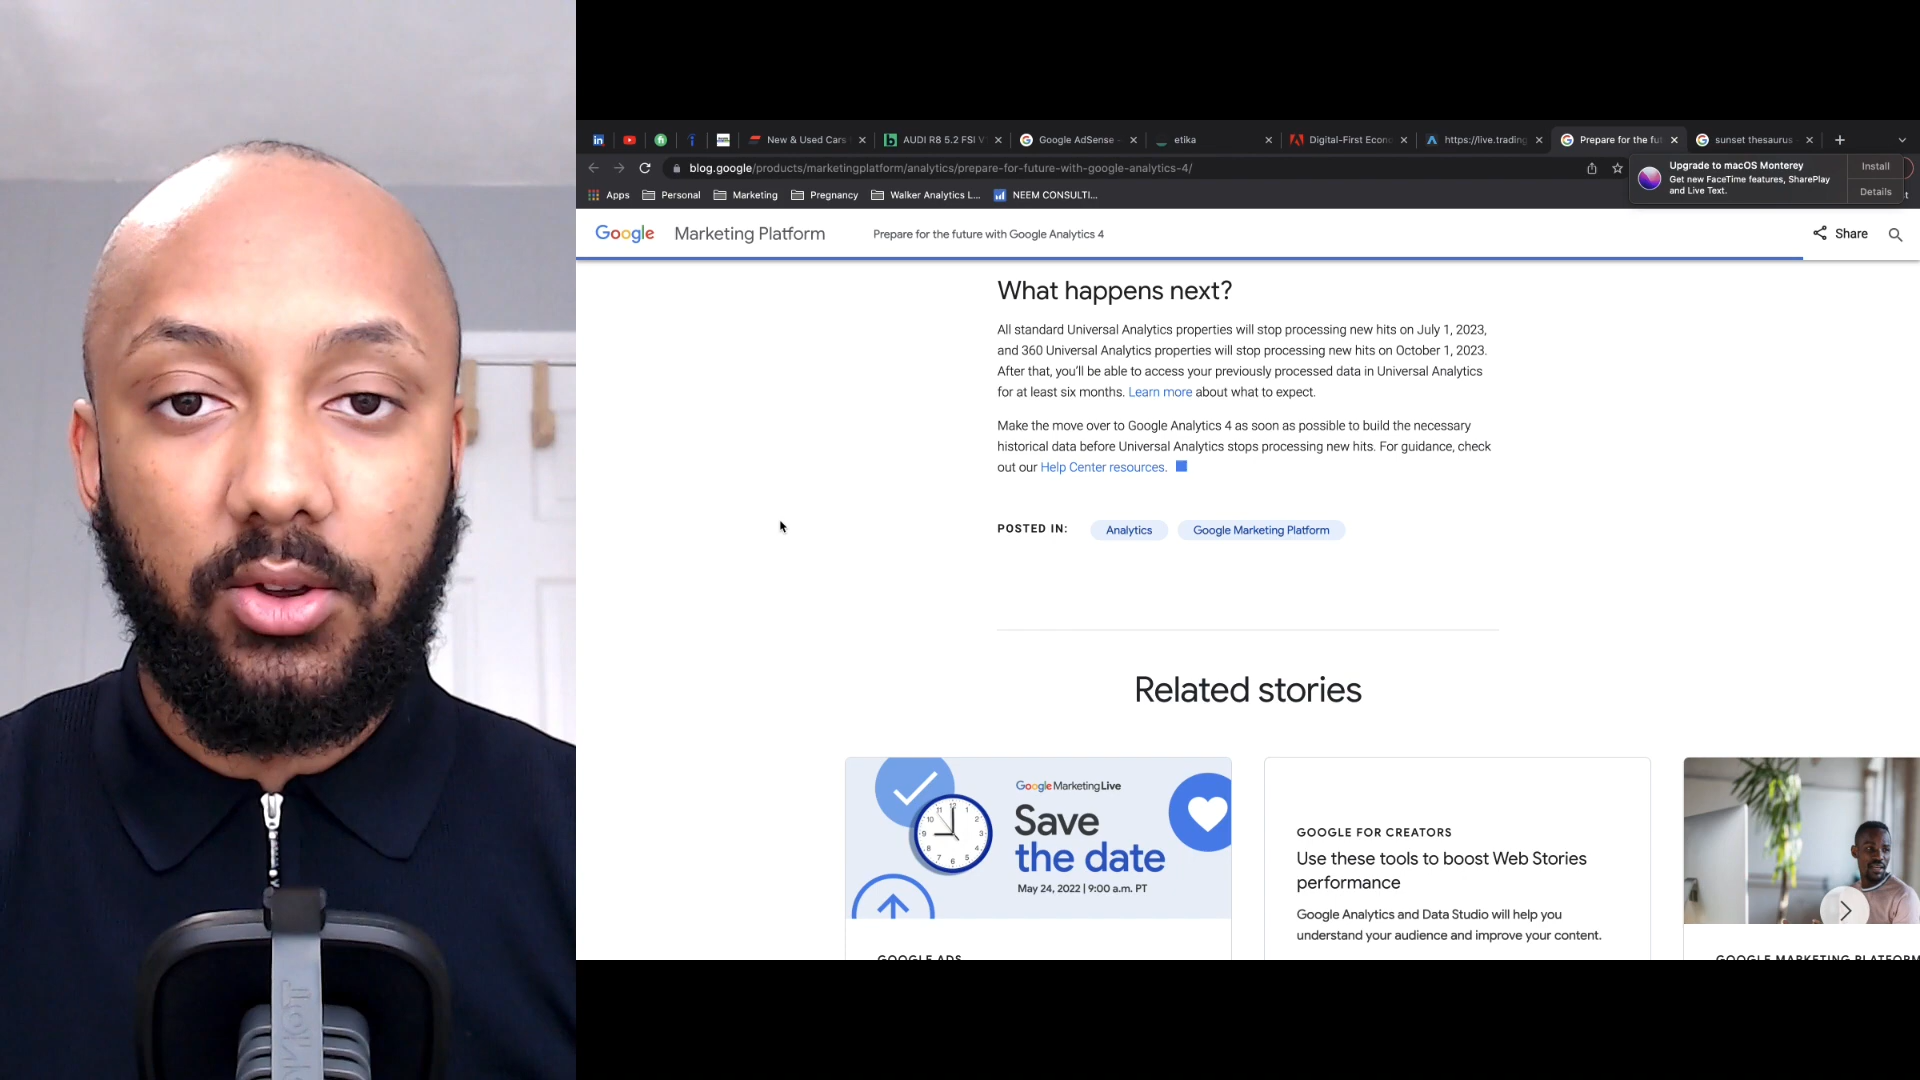 New & Used Cars
AUDI R8 5.2 FSI V
Google AdSense -
etika
Digital-First Econo
https://live.trading
Prepare for the fu
sunset thesaurus -
blog.google/products/marketingplatform/analytics/prepare-for-future-with-google-analytics-4/
Upgrade to macOS Monterey
Get new FaceTime features, SharePlay
and Live Text.
Install
Details
Apps
Personal
Marketing
Pregnancy
Walker Analytics L...
NEEM CONSULTI...
Google Marketing Platform
Prepare for the future with Google Analytics 4
Share
What happens next?
All standard Universal Analytics properties will stop processing new hits on July 1, 2023,
and 360 Universal Analytics properties will stop processing new hits on October 1, 2023.
After that, you'll be able to access your previously processed data in Universal Analytics
for at least six months. Learn more about what to expect.
Make the move over to Google Analytics 4 as soon as possible to build the necessary
historical data before Universal Analytics stops processing new hits. For guidance, check
out our Help Center resources.
POSTED IN:
Analytics
Google Marketing Platform
Related stories
Google Marketing Live
Save
the date
May 24, 2022 | 9:00 a.m. PT
GOOGLE ADS
GOOGLE FOR CREATORS
Use these tools to boost Web Stories
performance
Google Analytics and Data Studio will help you
understand your audience and improve your content.
GOOGLE MARKETING PLATFORM
TONOR